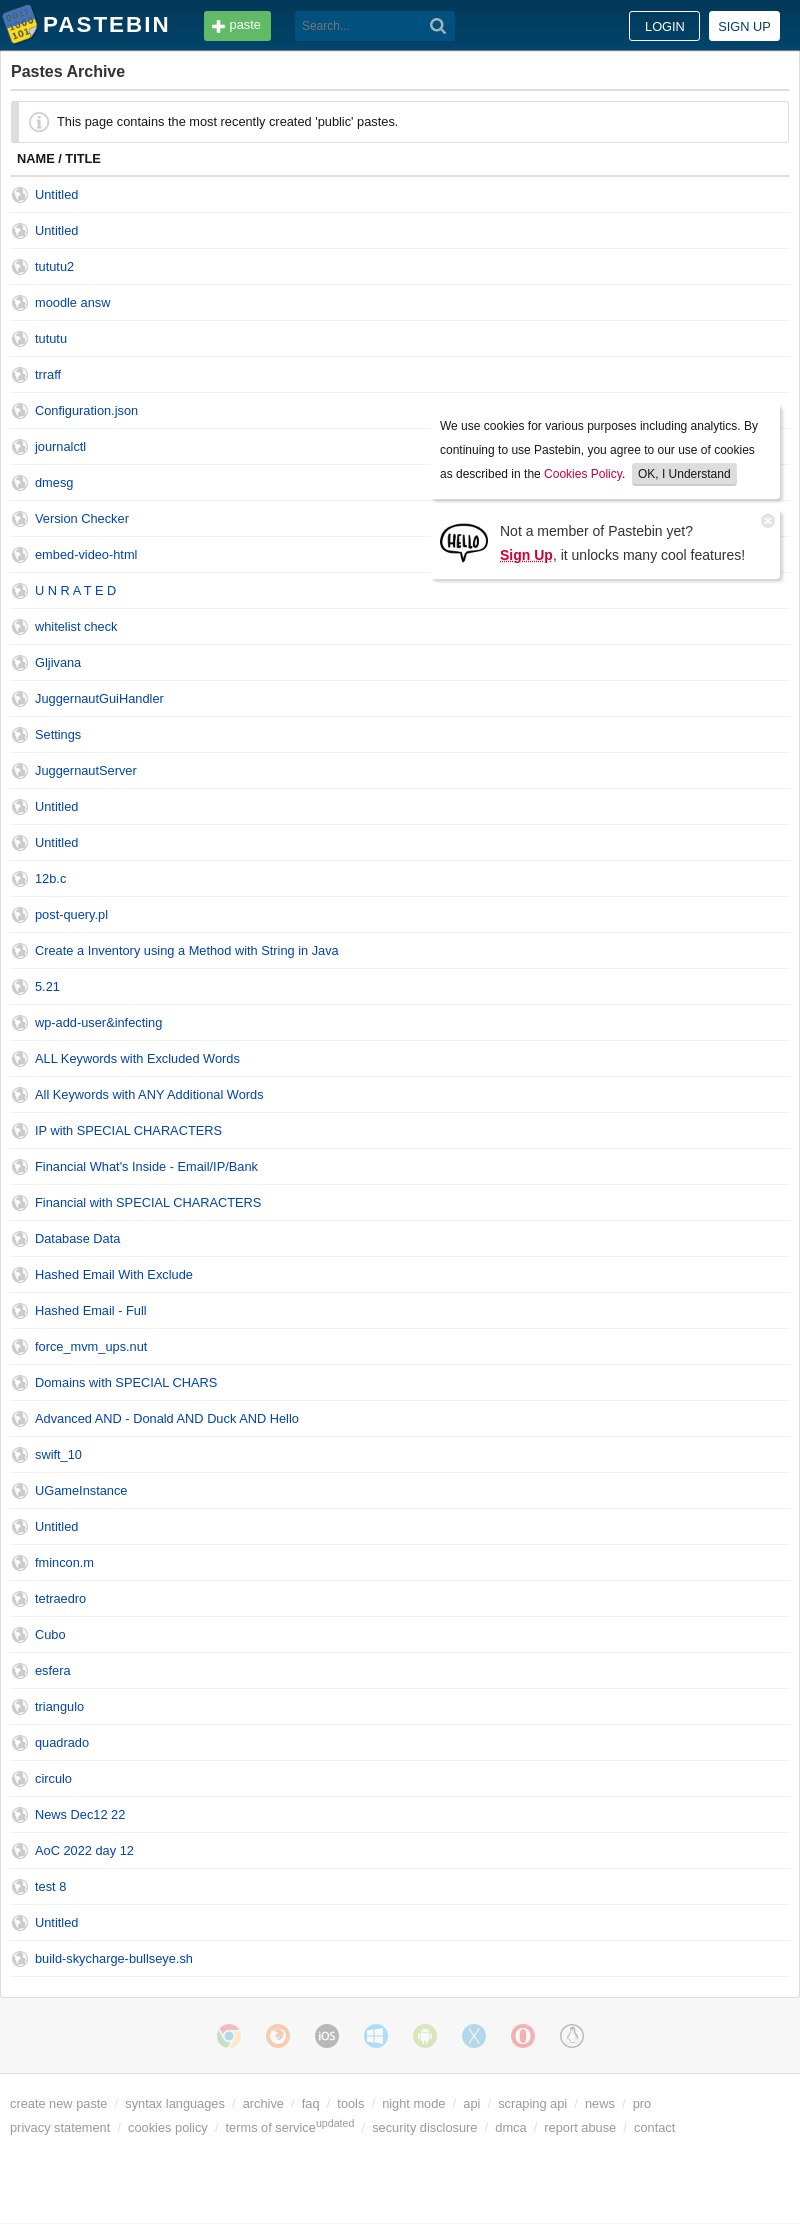 PASTEBIN paste Search... LOGIN SIGN UP
Pastes Archive
This page contains the most recently created 'public' pastes.
NAME / TITLE
Untitled
Untitled
tututu2
moodle answ
tututu
trraff
Configuration.json
journalctl
dmesg
Version Checker
embed-video-html
U N R A T E D
We use cookies for various purposes including analytics. By
continuing to use Pastebin, you agree to our use of cookies
as described in the Cookies Policy. OK, I Understand
HELLO
Not a member of Pastebin yet?
Sign Up, it unlocks many cool features!
whitelist check
Gljivana
JuggernautGuiHandler
Settings
JuggernautServer
Untitled
Untitled
12b.c
post-query.pl
Create a Inventory using a Method with String in Java
5.21
wp-add-user&infecting
ALL Keywords with Excluded Words
All Keywords with ANY Additional Words
IP with SPECIAL CHARACTERS
Financial What's Inside - Email/IP/Bank
Financial with SPECIAL CHARACTERS
Database Data
Hashed Email With Exclude
Hashed Email - Full
force_mvm_ups.nut
Domains with SPECIAL CHARS
Advanced AND - Donald AND Duck AND Hello
swift_10
UGameInstance
Untitled
fmincon.m
tetraedro
Cubo
esfera
triangulo
quadrado
circulo
News Dec12 22
AoC 2022 day 12
test 8
Untitled
build-skycharge-bullseye.sh
iOS
create new paste / syntax languages / archive / faq / tools / night mode / api / scraping api / news / pro
privacy statement / cookies policy / terms of service updated / security disclosure / dmca / report abuse / contact